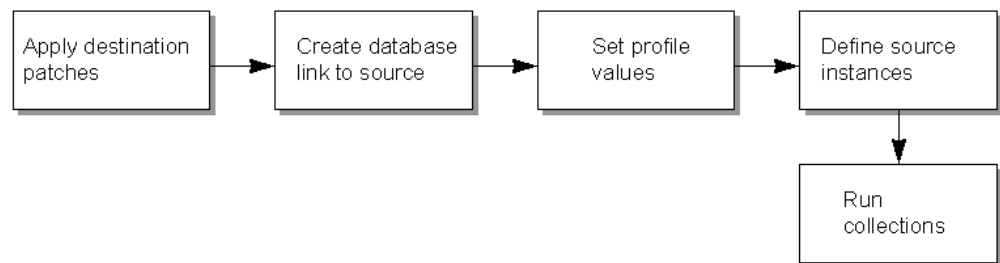 Apply destination
patches
Create database
link to source
Set profile
values
Define source
instances
Run
collections